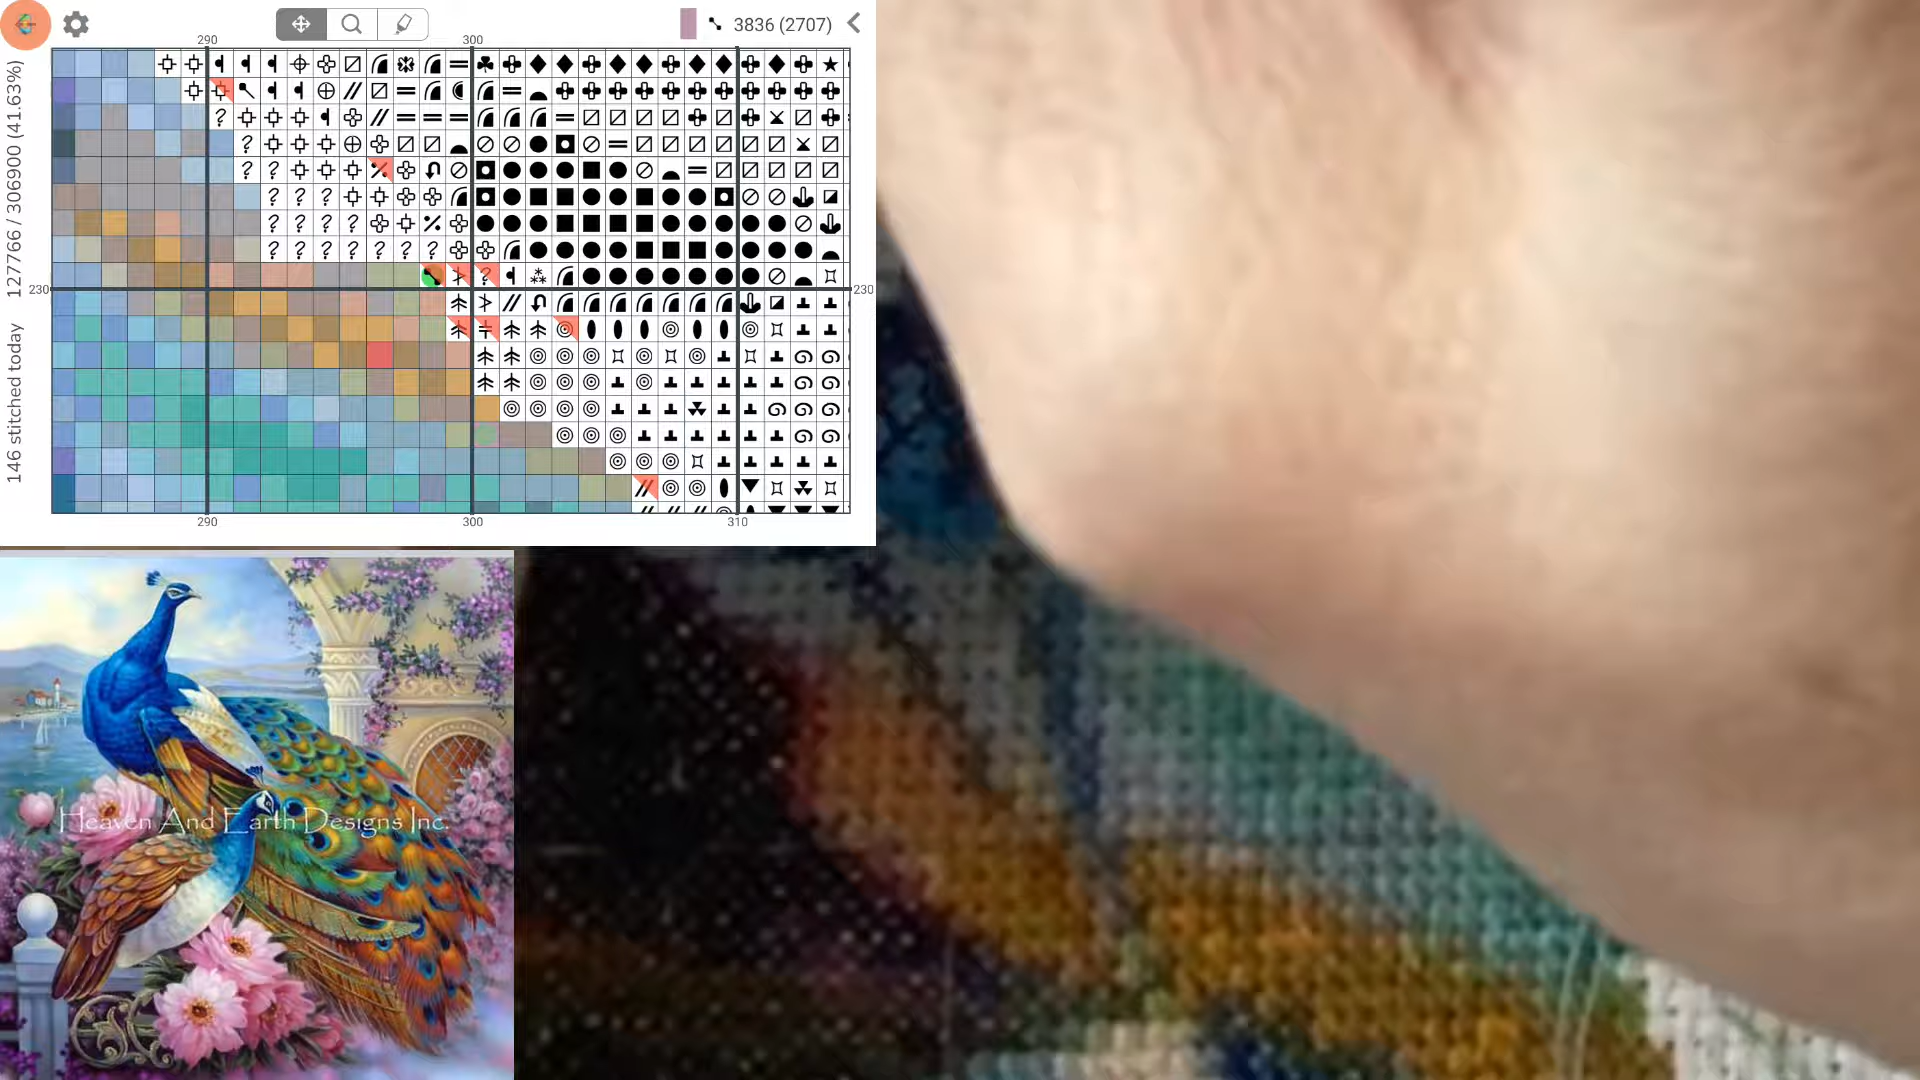 3836 (2707)
290
300
127766 / 306900 (41.63%)
146 stitched today
230
230
290
300
310
Heaven And Earth Designs Inc.